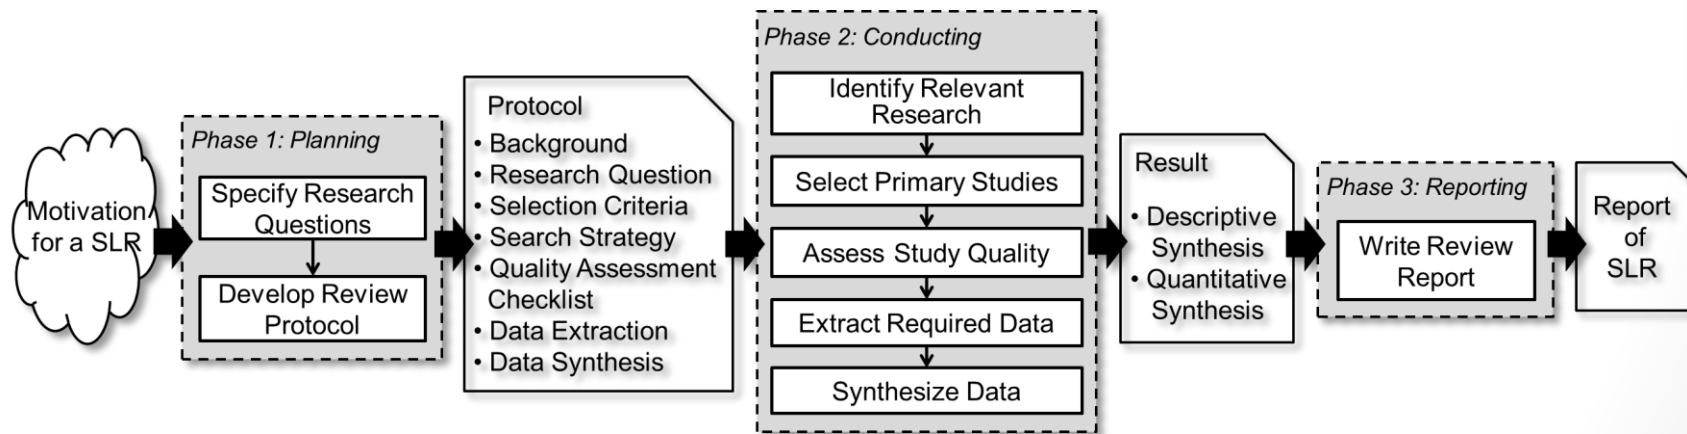 Motivation
for a SLR
Phase 1: Planning
Specify Research
Questions
Develop Review
Protocol
Protocol
• Background
• Research Question
• Selection Criteria
• Search Strategy
• Quality Assessment
Checklist
• Data Extraction
• Data Synthesis
Phase 2: Conducting
Identify Relevant
Research
Select Primary Studies
Assess Study Quality
Extract Required Data
Synthesize Data
Result
• Descriptive
Synthesis
• Quantitative
Synthesis
Phase 3: Reporting
Write Review
Report
Report
of
SLR